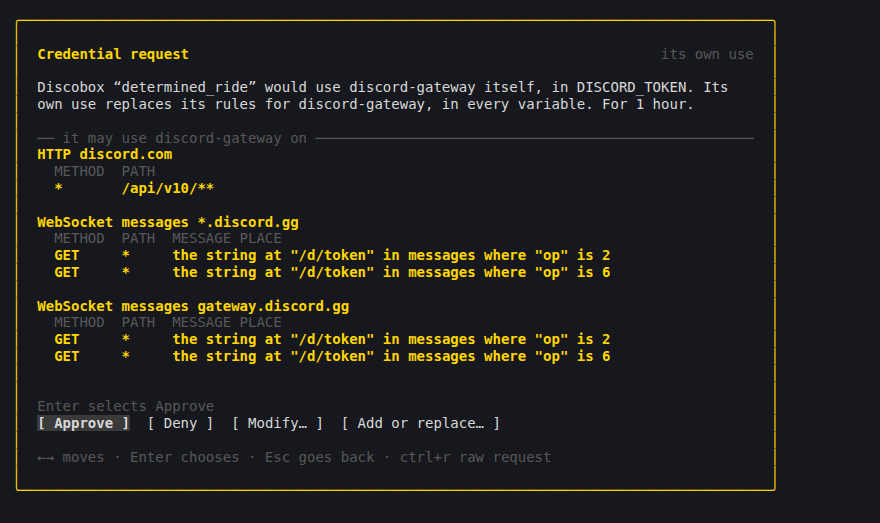 Credential request its own use
Discobox “determined_ride” would use discord-gateway itself, in DISCORD_TOKEN. Its
own use replaces its rules for discord-gateway, in every variable. For 1 hour.
── it may use discord-gateway on ──
HTTP discord.com
METHOD PATH
* /api/v10/**
WebSocket messages *.discord.gg
METHOD PATH MESSAGE PLACE
GET * the string at "/d/token" in messages where "op" is 2
GET * the string at "/d/token" in messages where "op" is 6
WebSocket messages gateway.discord.gg
METHOD PATH MESSAGE PLACE
GET * the string at "/d/token" in messages where "op" is 2
GET * the string at "/d/token" in messages where "op" is 6
Enter selects Approve
[ Approve ] [ Deny ] [ Modify… ] [ Add or replace… ]
←→ moves · Enter chooses · Esc goes back · ctrl+r raw request